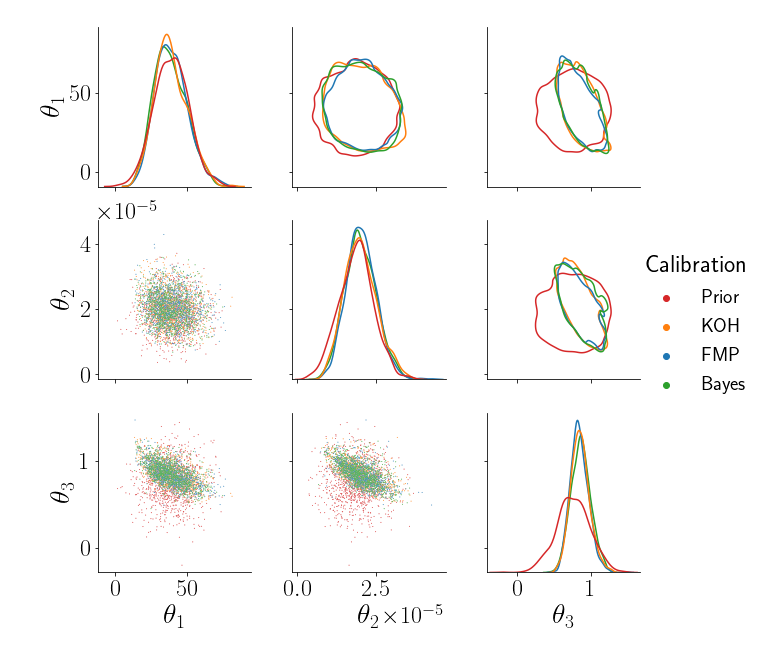 θ₁
50
0
×10⁻⁵
θ₂
4
2
0
Calibration
Prior
KOH
FMP
Bayes
θ₃
1
0
0 50
0.0 2.5
0 1
θ₁
θ₂ ×10⁻⁵
θ₃